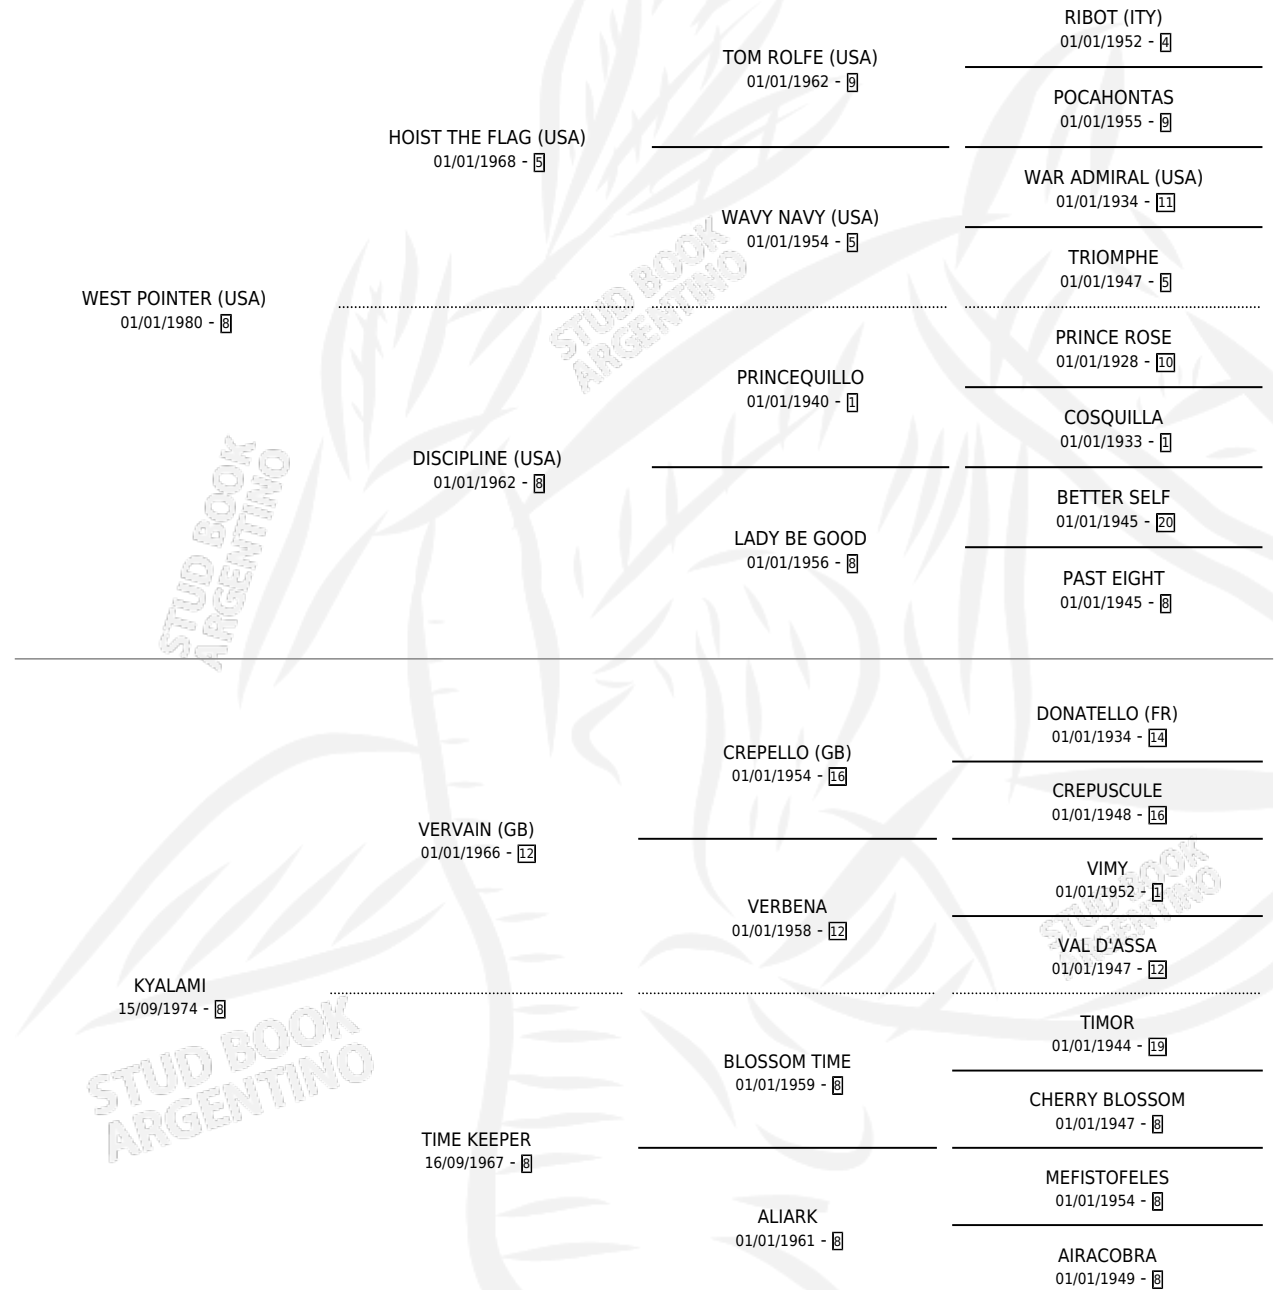 RIBOT (ITY)
01/01/1952 - 4
TOM ROLFE (USA)
01/01/1962 - 9
POCAHONTAS
01/01/1955 - 9
HOIST THE FLAG (USA)
01/01/1968 - 5
WAR ADMIRAL (USA)
01/01/1934 - 11
WAVY NAVY (USA)
01/01/1954 - 5
TRIOMPHE
01/01/1947 - 5
WEST POINTER (USA)
01/01/1980 - 8
STUD BOOK
ARGENTINO
PRINCE ROSE
01/01/1928 - 10
PRINCEQUILLO
01/01/1940 - 1
COSQUILLA
01/01/1933 - 1
DISCIPLINE (USA)
01/01/1962 - 8
BETTER SELF
01/01/1945 - 20
LADY BE GOOD
01/01/1956 - 8
PAST EIGHT
01/01/1945 - 8
STUD BOOK
ARGENTINO
DONATELLO (FR)
01/01/1934 - 14
CREPELLO (GB)
01/01/1954 - 16
CREPUSCULE
01/01/1948 - 16
VERVAIN (GB)
01/01/1966 - 12
VIMY
01/01/1952 - 1
VERBENA
01/01/1958 - 12
VAL D'ASSA
01/01/1947 - 12
STUD BOOK
ARGENTINO
KYALAMI
15/09/1974 - 8
STUD BOOK
ARGENTINO
TIMOR
01/01/1944 - 19
BLOSSOM TIME
01/01/1959 - 8
CHERRY BLOSSOM
01/01/1947 - 8
TIME KEEPER
16/09/1967 - 8
MEFISTOFELES
01/01/1954 - 8
ALIARK
01/01/1961 - 8
AIRACOBRA
01/01/1949 - 8